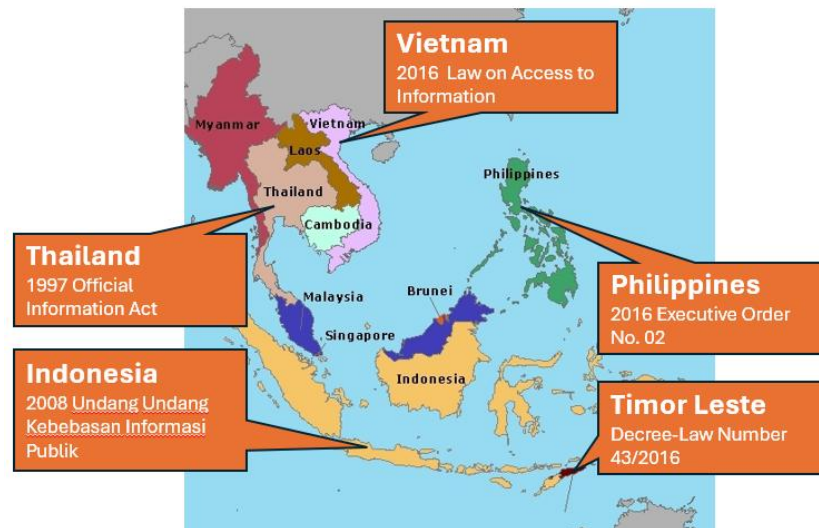 Vietnam
2016  Law on Access to
Information
Myanmar
Vietnam
Laos
Thailand
Philippines
Cambodia
Thailand
1997 Official
Information Act
Philippines
2016 Executive Order
No. 02
Malaysia
Brunei
Singapore
Indonesia
Indonesia
2008 Undang Undang
Kebebasan Informasi
Publik
Timor Leste
Decree-Law Number
43/2016